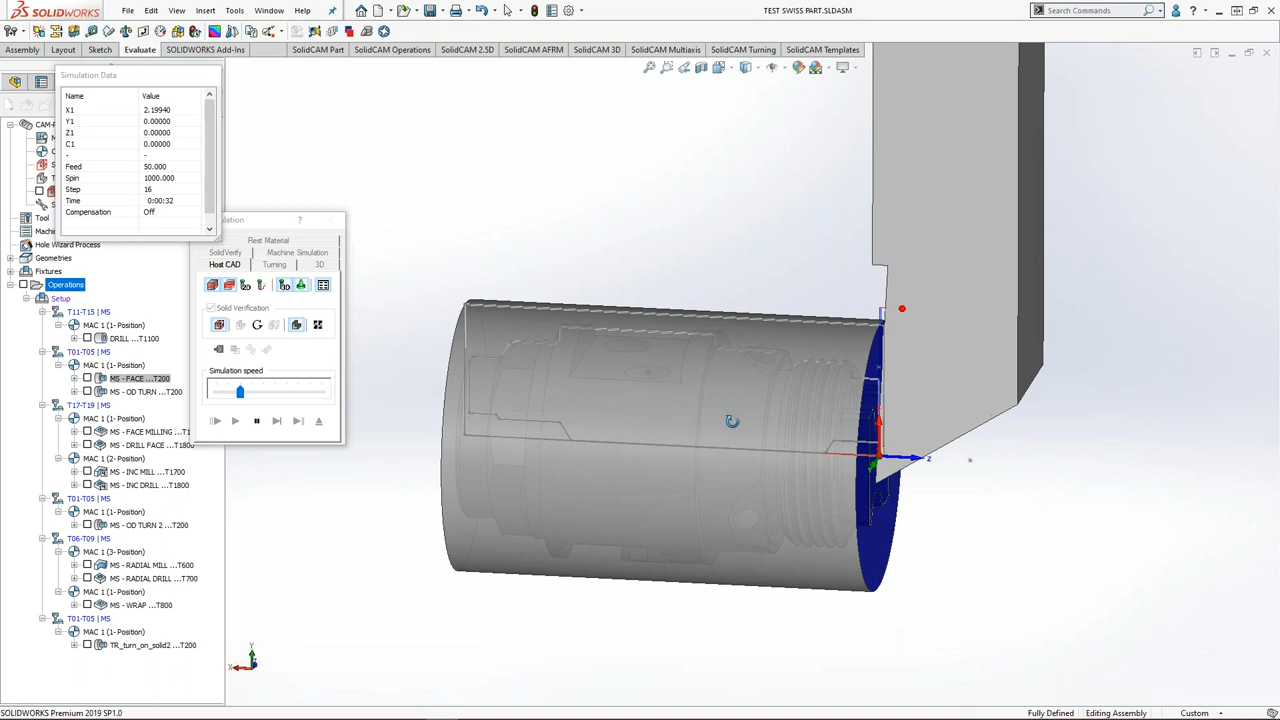 SOLIDWORKS
File Edit View Insert Tools Window Help
TEST SWISS PART.SLDASM
Search Commands
Assembly Layout Sketch Evaluate SOLIDWORKS Add-Ins SolidCAM Part SolidCAM Operations SolidCAM 2.5D SolidCAM AFRM SolidCAM 3D SolidCAM Multiaxis SolidCAM Turning SolidCAM Templates
Simulation Data
Name Value
X1 2.19940
Y1 0.00000
Z1 0.00000
C1 0.00000
- -
Feed 50.000
Spin 1000.000
Step 16
Time 0:00:32
Compensation Off
ulation ?
Rest Material
SolidVerify Machine Simulation
Host CAD Turning 3D
Solid Verification
Simulation speed
CAM-
Tool
Machin
Hole Wizard Process
Geometries
Fixtures
Operations
Setup
T11-T15 | MS
MAC 1 (1- Position)
DRILL ...T1100
T01-T05 | MS
MAC 1 (1- Position)
MS - FACE ...T200
MS - OD TURN ...T200
T17-T19 | MS
MAC 1 (1- Position)
MS - FACE MILLING ...T1
MS - DRILL FACE ...T1800
MAC 1 (2- Position)
MS - INC MILL ...T1700
MS - INC DRILL ...T1800
T01-T05 | MS
MAC 1 (1- Position)
MS - OD TURN 2 ...T200
T06-T09 | MS
MAC 1 (3- Position)
MS - RADIAL MILL ...T600
MS - RADIAL DRILL ...T700
MAC 1 (1- Position)
MS - WRAP ...T800
T01-T05 | MS
MAC 1 (1- Position)
TR_turn_on_solid2 ...T200
Z
Y
X
SOLIDWORKS Premium 2019 SP1.0
Fully Defined Editing Assembly Custom